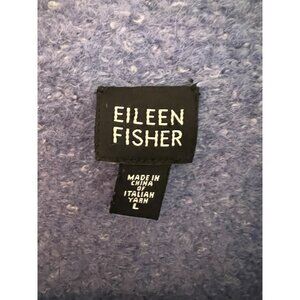 EILEEN
FISHER
MADE IN
CHINA
OF
ITALIAN
YARN
L